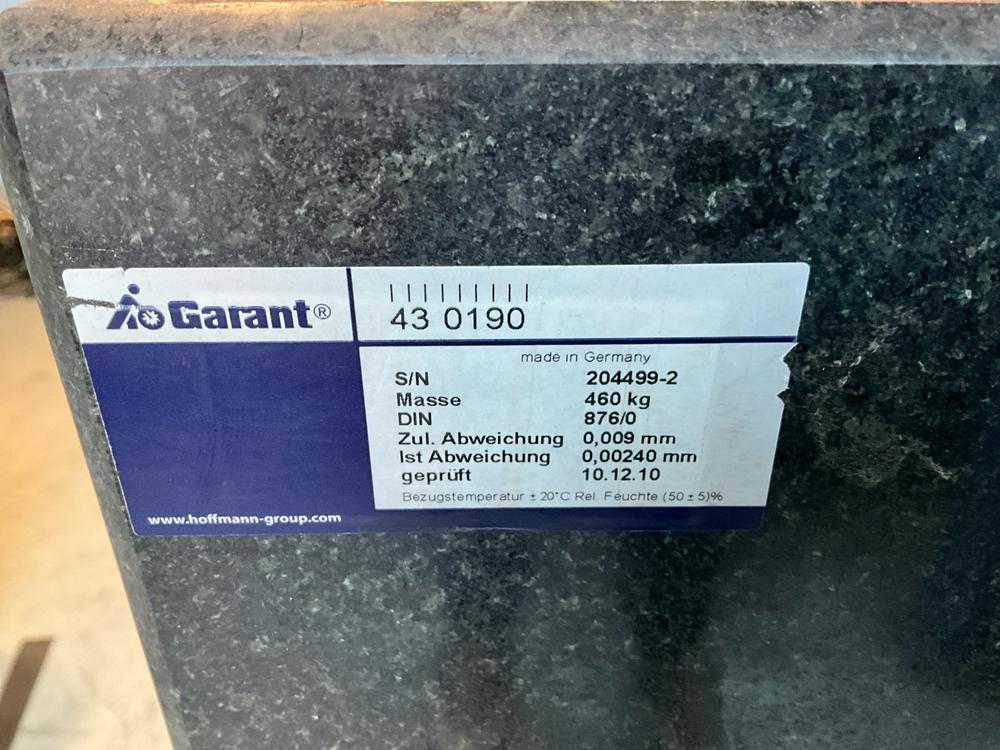 Garant®
43 0190
made in Germany
S/N 204499-2
Masse 460 kg
DIN 876/0
Zul. Abweichung 0,009 mm
Ist Abweichung 0,00240 mm
geprüft 10.12.10
Bezugstemperatur ± 20°C Rel. Feuchte (50 ± 5)%
www.hoffmann-group.com